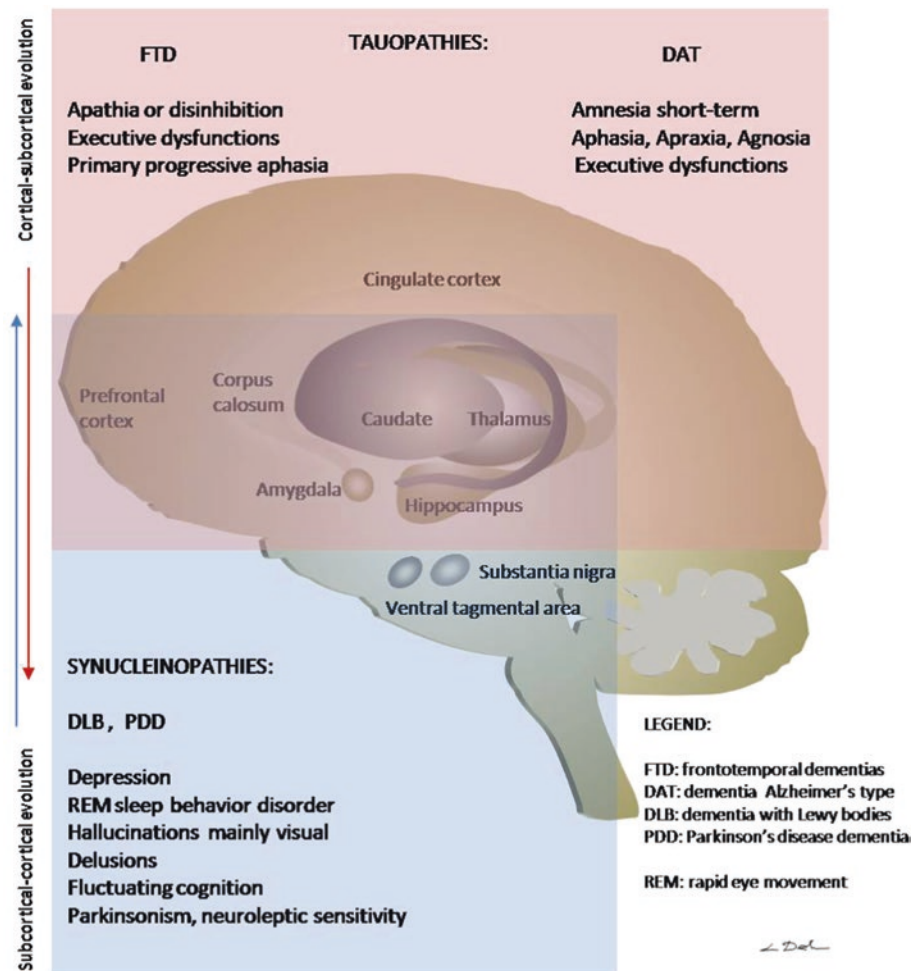 TAUOPATHIES:
FTD
DAT
Apathia or disinhibition
Executive dysfunctions
Primary progressive aphasia
Amnesia short-term
Aphasia, Apraxia, Agnosia
Executive dysfunctions
Cortical-subcortical evolution
Cingulate cortex
Prefrontal
cortex
Corpus
calosum
Caudate
Thalamus
Amygdala
Hippocampus
Substantia nigra
Ventral tagmental area
SYNUCLEINOPATHIES:
DLB , PDD
Depression
REM sleep behavior disorder
Hallucinations mainly visual
Delusions
Fluctuating cognition
Parkinsonism, neuroleptic sensitivity
Subcortical-cortical evolution
LEGEND:
FTD: frontotemporal dementias
DAT: dementia Alzheimer's type
DLB: dementia with Lewy bodies
PDD: Parkinson's disease dementia
REM: rapid eye movement